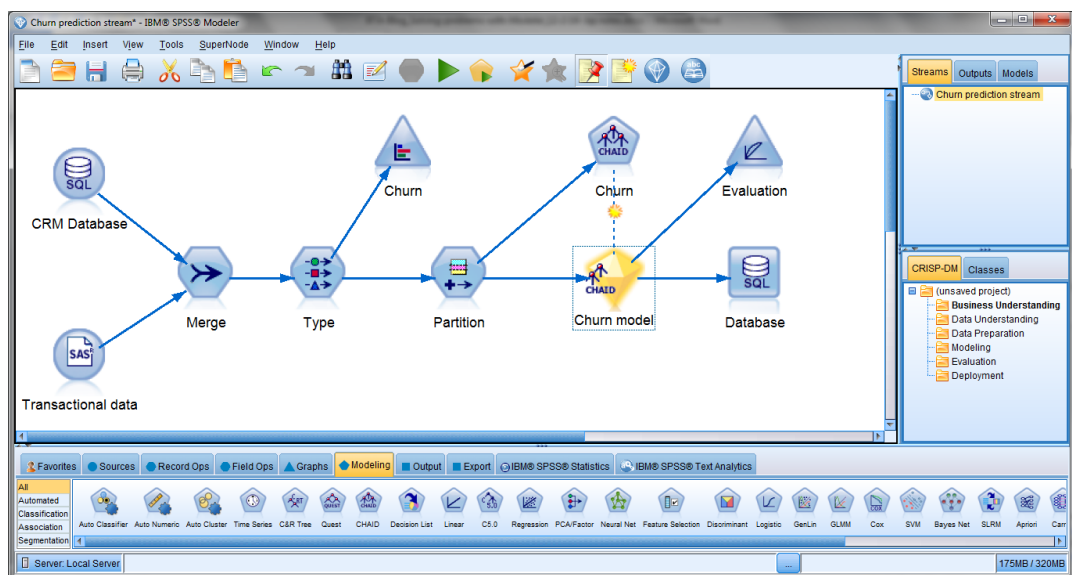 Churn prediction stream* - IBM® SPSS® Modeler
File Edit Insert View Tools SuperNode Window Help
Streams Outputs Models
Churn prediction stream
SQL
CRM Database
SAS
Transactional data
Merge
Type
Churn
Partition
CHAID
Churn
CHAID
Churn model
Evaluation
SQL
Database
CRISP-DM Classes
(unsaved project)
Business Understanding
Data Understanding
Data Preparation
Modeling
Evaluation
Deployment
Favorites Sources Record Ops Field Ops Graphs Modeling Output Export IBM® SPSS® Statistics IBM® SPSS® Text Analytics
All
Automated
Classification
Association
Segmentation
Auto Classifier Auto Numeric Auto Cluster Time Series C&R Tree Quest CHAID Decision List Linear C5.0 Regression PCA/Factor Neural Net Feature Selection Discriminant Logistic GenLin GLMM Cox SVM Bayes Net SLRM Apriori
Server: Local Server
...
175MB / 320MB